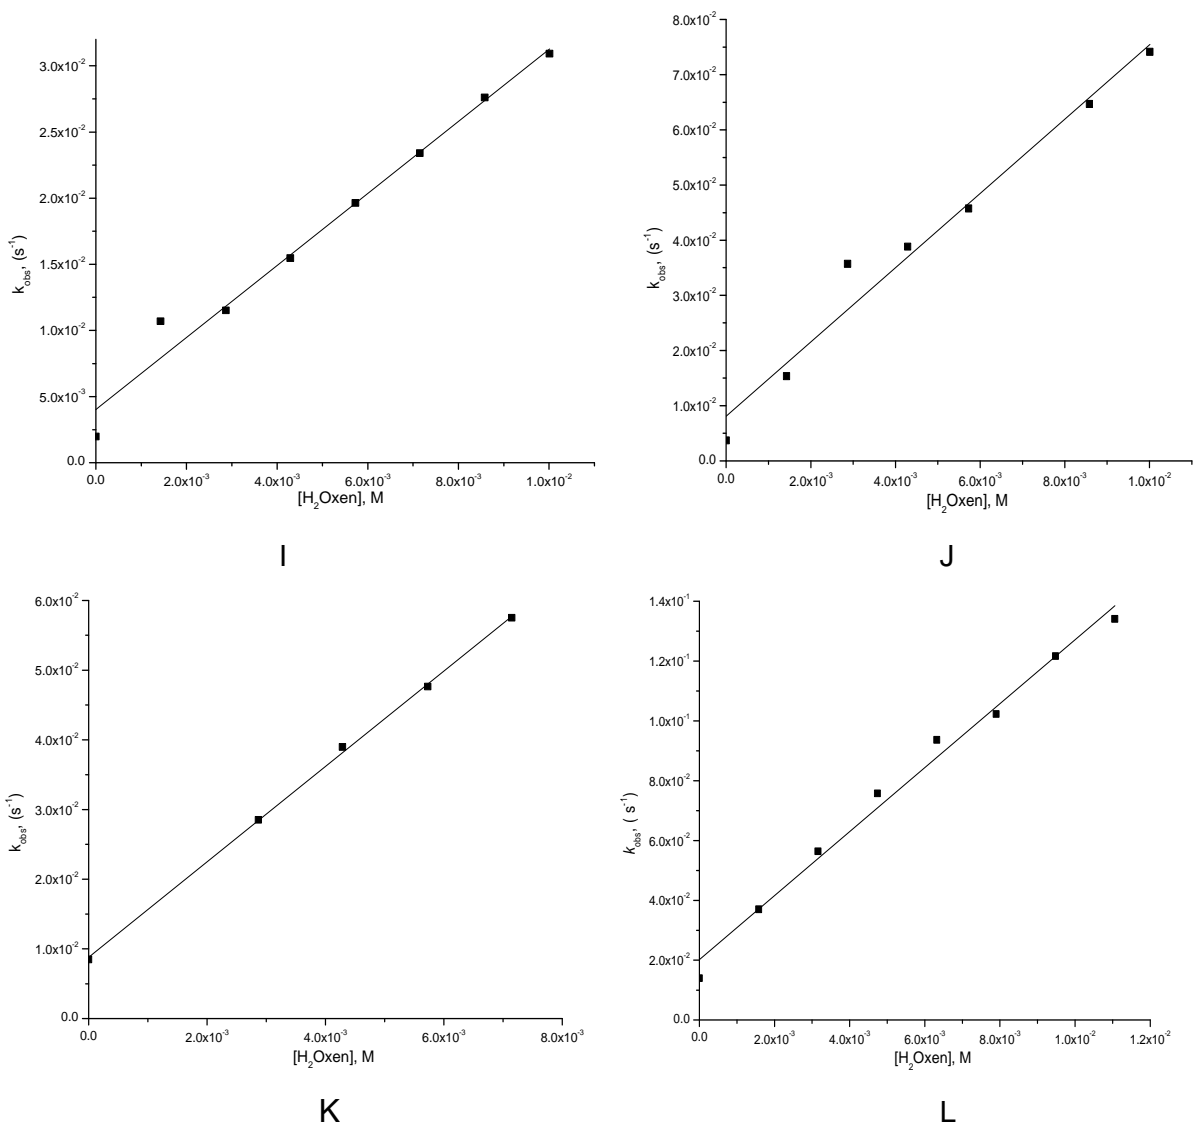 3.0x10⁻²
2.5x10⁻²
2.0x10⁻²
1.5x10⁻²
1.0x10⁻²
5.0x10⁻³
0.0
k_obs, (s⁻¹)
0.0 2.0x10⁻³ 4.0x10⁻³ 6.0x10⁻³ 8.0x10⁻³ 1.0x10⁻²
[H₂Oxen], M
I
8.0x10⁻²
7.0x10⁻²
6.0x10⁻²
5.0x10⁻²
4.0x10⁻²
3.0x10⁻²
2.0x10⁻²
1.0x10⁻²
0.0
k_obs, (s⁻¹)
0.0 2.0x10⁻³ 4.0x10⁻³ 6.0x10⁻³ 8.0x10⁻³ 1.0x10⁻²
[H₂Oxen], M
J
6.0x10⁻²
5.0x10⁻²
4.0x10⁻²
3.0x10⁻²
2.0x10⁻²
1.0x10⁻²
0.0
k_obs, (s⁻¹)
0.0 2.0x10⁻³ 4.0x10⁻³ 6.0x10⁻³ 8.0x10⁻³
[H₂Oxen], M
K
1.4x10⁻¹
1.2x10⁻¹
1.0x10⁻¹
8.0x10⁻²
6.0x10⁻²
4.0x10⁻²
2.0x10⁻²
0.0
k_obs, ( s⁻¹)
0.0 2.0x10⁻³ 4.0x10⁻³ 6.0x10⁻³ 8.0x10⁻³ 1.0x10⁻² 1.2x10⁻²
[H₂Oxen], M
L